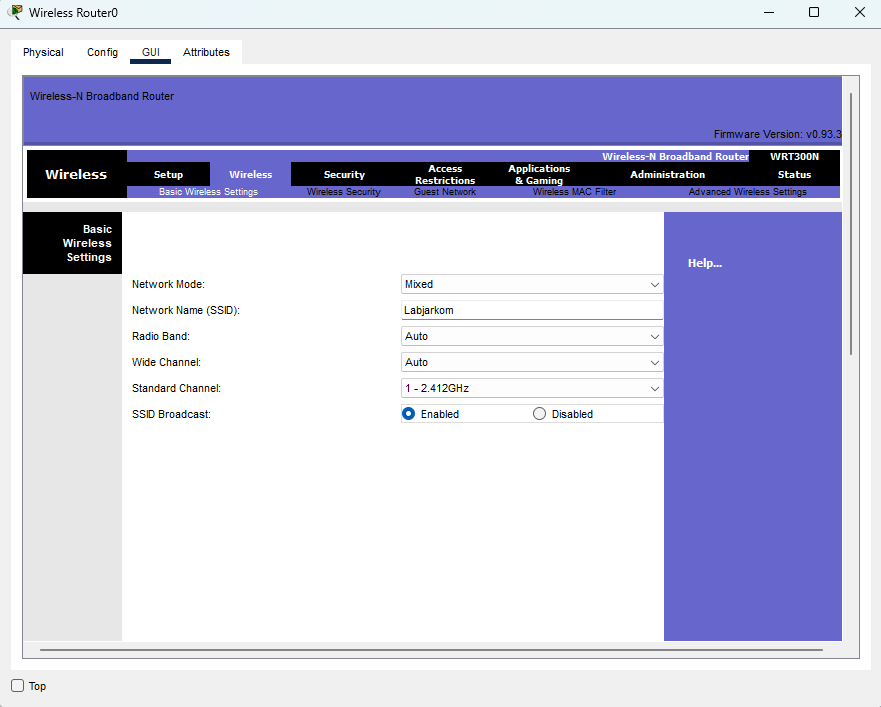 Wireless Router0
Physical Config GUI Attributes
Wireless-N Broadband Router
Firmware Version: v0.93.3
Wireless-N Broadband Router WRT300N
Wireless Setup Wireless Security Access Restrictions Applications & Gaming Administration Status
Basic Wireless Settings Wireless Security Guest Network Wireless MAC Filter Advanced Wireless Settings
Basic
Wireless
Settings
Help...
Network Mode: Mixed
Network Name (SSID): Labjarkom
Radio Band: Auto
Wide Channel: Auto
Standard Channel: 1 - 2.412GHz
SSID Broadcast: Enabled Disabled
Top